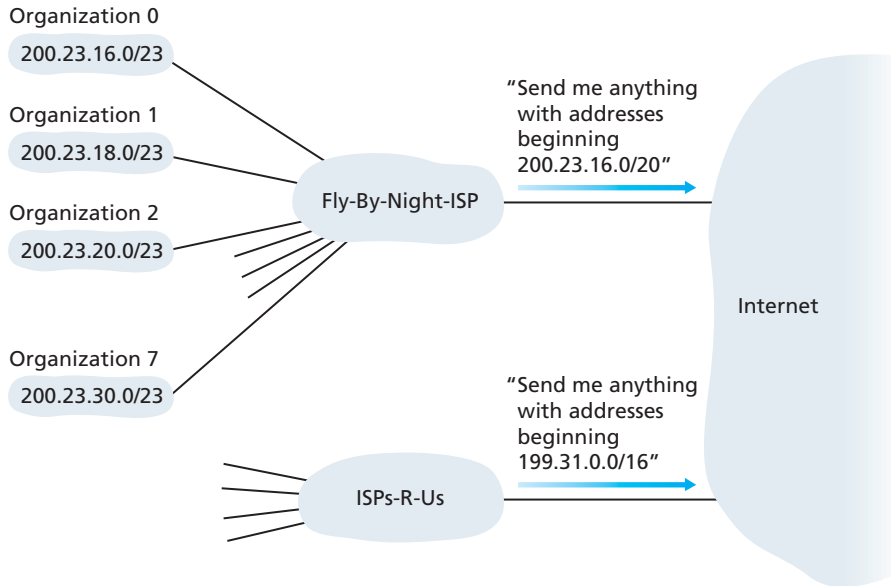 Organization 0
200.23.16.0/23
Organization 1
200.23.18.0/23
Organization 2
200.23.20.0/23
Organization 7
200.23.30.0/23
Fly-By-Night-ISP
“Send me anything
with addresses
beginning
200.23.16.0/20”
ISPs-R-Us
“Send me anything
with addresses
beginning
199.31.0.0/16”
Internet